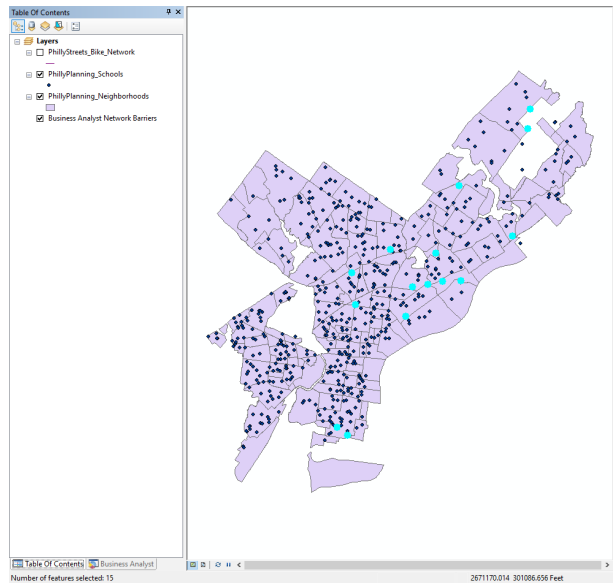 Table Of Contents
Layers
PhillyStreets_Bike_Network
PhillyPlanning_Schools
PhillyPlanning_Neighborhoods
Business Analyst Network Barriers
Table Of Contents Business Analyst
Number of features selected: 15
2671170.014 301086.656 Feet